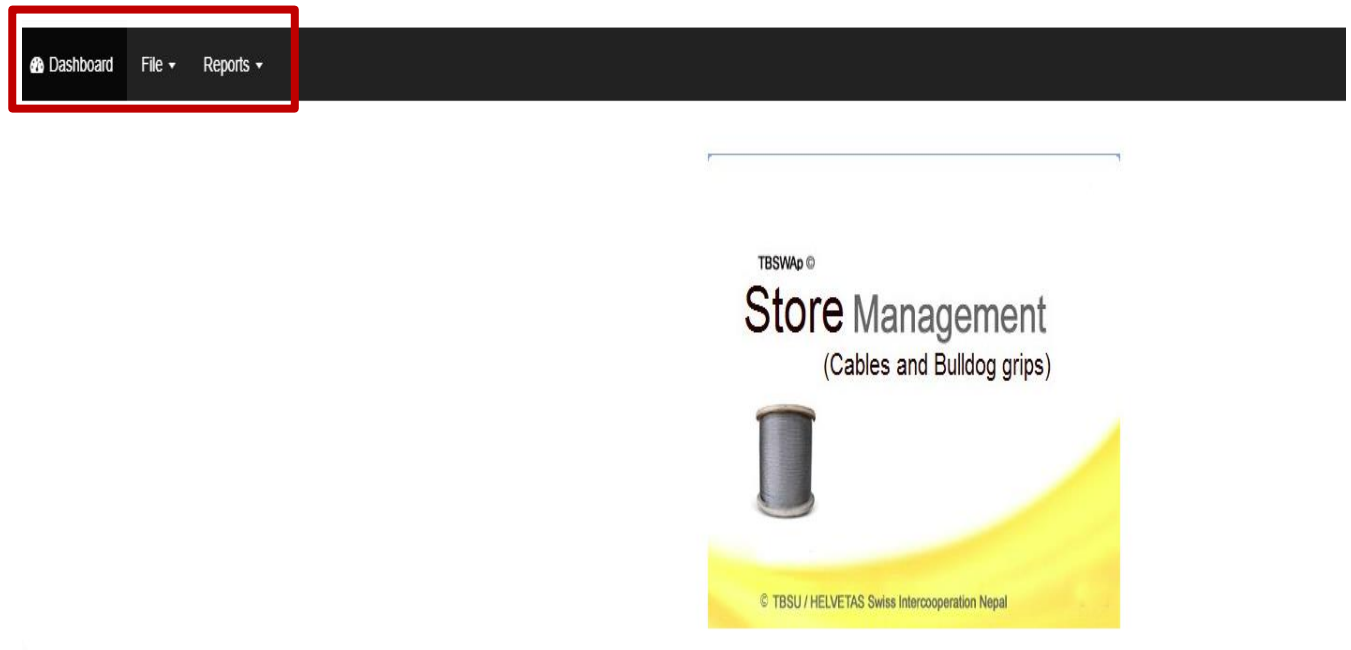 Dashboard File Reports
TBSWAp ©
Store Management
(Cables and Bulldog grips)
© TBSU / HELVETAS Swiss Intercooperation Nepal